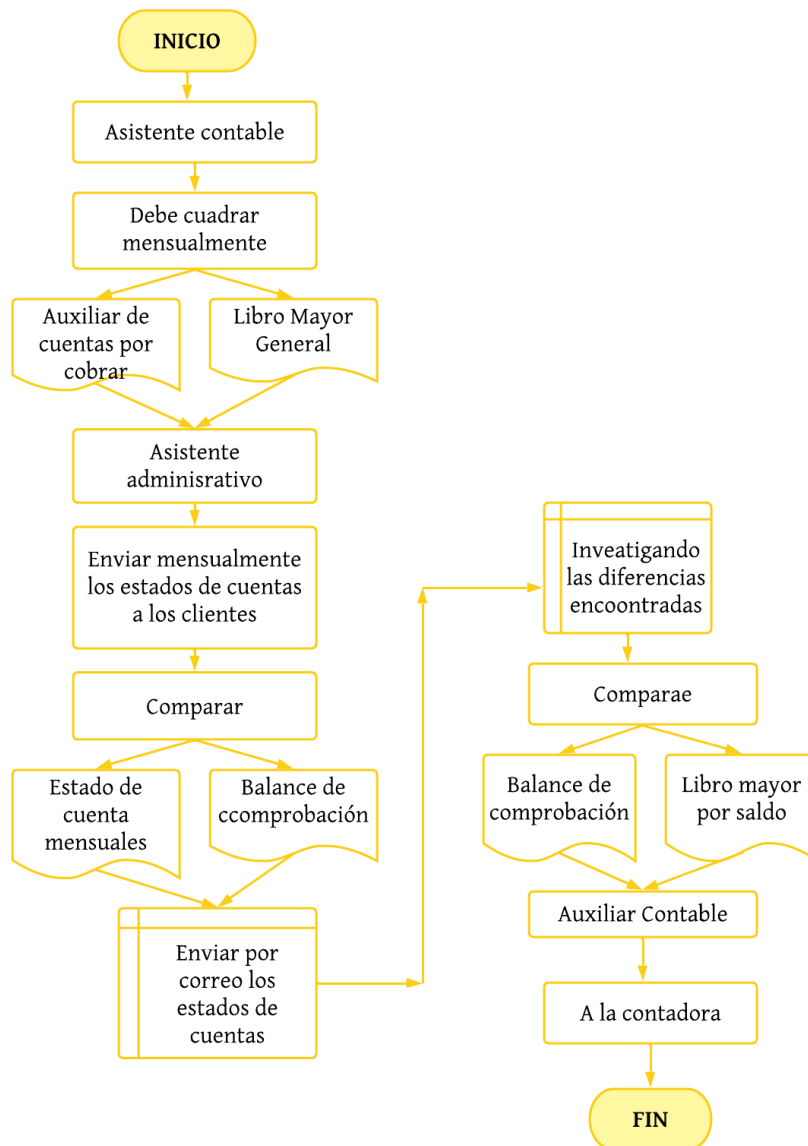 INICIO
Asistente contable
Debe cuadrar
mensualmente
Auxiliar de
cuentas por
cobrar
Libro Mayor
General
Asistente
adminisrativo
Enviar mensualmente
los estados de cuentas
a los clientes
Comparar
Estado de
cuenta
mensuales
Balance de
ccomprobación
Enviar por
correo los
estados de
cuentas
Inveatigando
las diferencias
encoontradas
Comparae
Balance de
comprobación
Libro mayor
por saldo
Auxiliar Contable
A la contadora
FIN